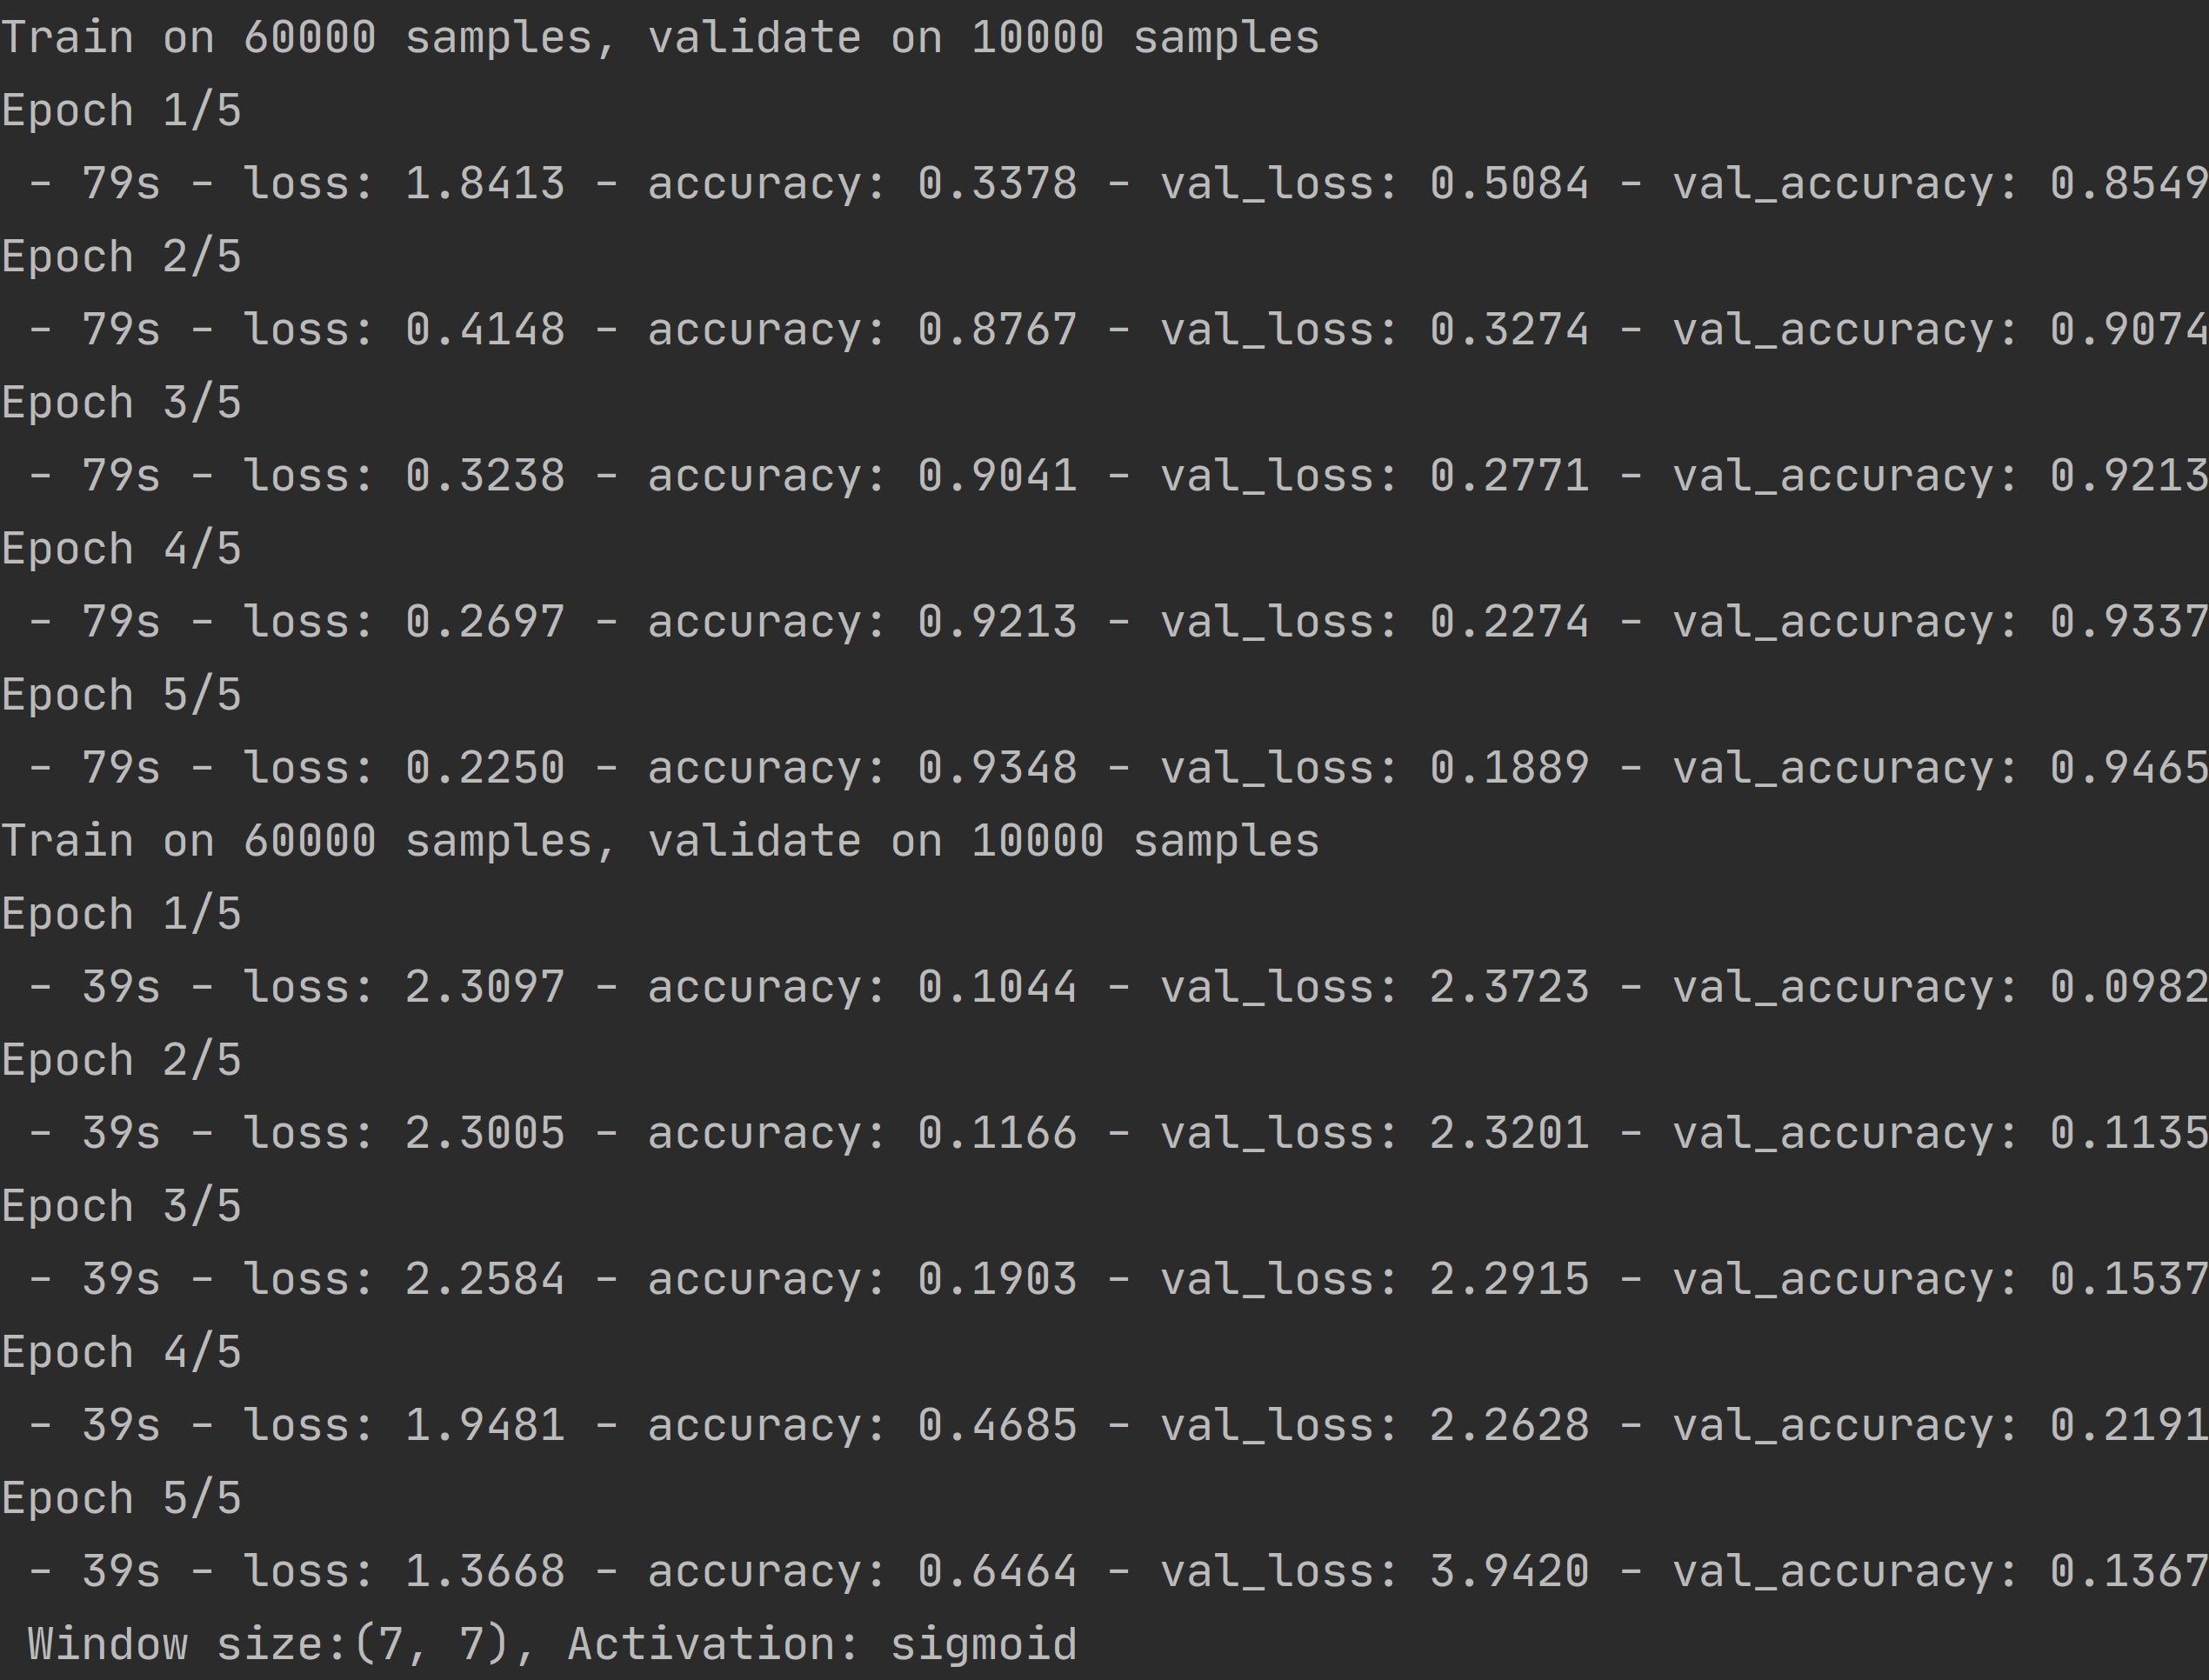 Train on 60000 samples, validate on 10000 samples
Epoch 1/5
 - 79s - loss: 1.8413 - accuracy: 0.3378 - val_loss: 0.5084 - val_accuracy: 0.8549
Epoch 2/5
 - 79s - loss: 0.4148 - accuracy: 0.8767 - val_loss: 0.3274 - val_accuracy: 0.9074
Epoch 3/5
 - 79s - loss: 0.3238 - accuracy: 0.9041 - val_loss: 0.2771 - val_accuracy: 0.9213
Epoch 4/5
 - 79s - loss: 0.2697 - accuracy: 0.9213 - val_loss: 0.2274 - val_accuracy: 0.9337
Epoch 5/5
 - 79s - loss: 0.2250 - accuracy: 0.9348 - val_loss: 0.1889 - val_accuracy: 0.9465
Train on 60000 samples, validate on 10000 samples
Epoch 1/5
 - 39s - loss: 2.3097 - accuracy: 0.1044 - val_loss: 2.3723 - val_accuracy: 0.0982
Epoch 2/5
 - 39s - loss: 2.3005 - accuracy: 0.1166 - val_loss: 2.3201 - val_accuracy: 0.1135
Epoch 3/5
 - 39s - loss: 2.2584 - accuracy: 0.1903 - val_loss: 2.2915 - val_accuracy: 0.1537
Epoch 4/5
 - 39s - loss: 1.9481 - accuracy: 0.4685 - val_loss: 2.2628 - val_accuracy: 0.2191
Epoch 5/5
 - 39s - loss: 1.3668 - accuracy: 0.6464 - val_loss: 3.9420 - val_accuracy: 0.1367
 Window size:(7, 7), Activation: sigmoid